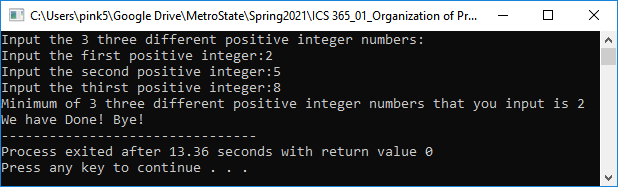 C:\Users\pink5\Google Drive\MetroState\Spring2021\ICS 365_01_Organization of Pr...
Input the 3 three different positive integer numbers:
Input the first positive integer:2
Input the second positive integer:5
Input the thirst positive integer:8
Minimum of 3 three different positive integer numbers that you input is 2
We have Done! Bye!
--------------------------------
Process exited after 13.36 seconds with return value 0
Press any key to continue . . .